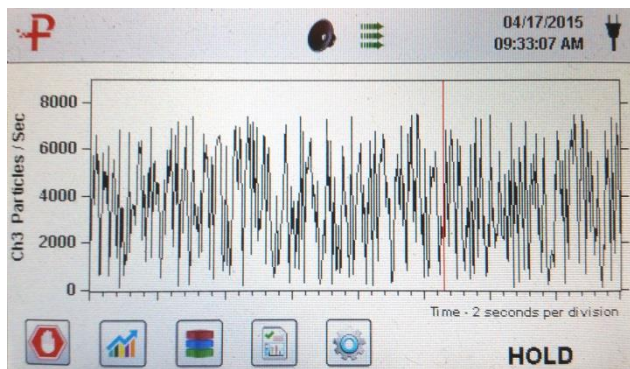 04/17/2015
09:33:07 AM
Ch3 Particles / Sec
8000
6000
4000
2000
0
Time - 2 seconds per division
HOLD